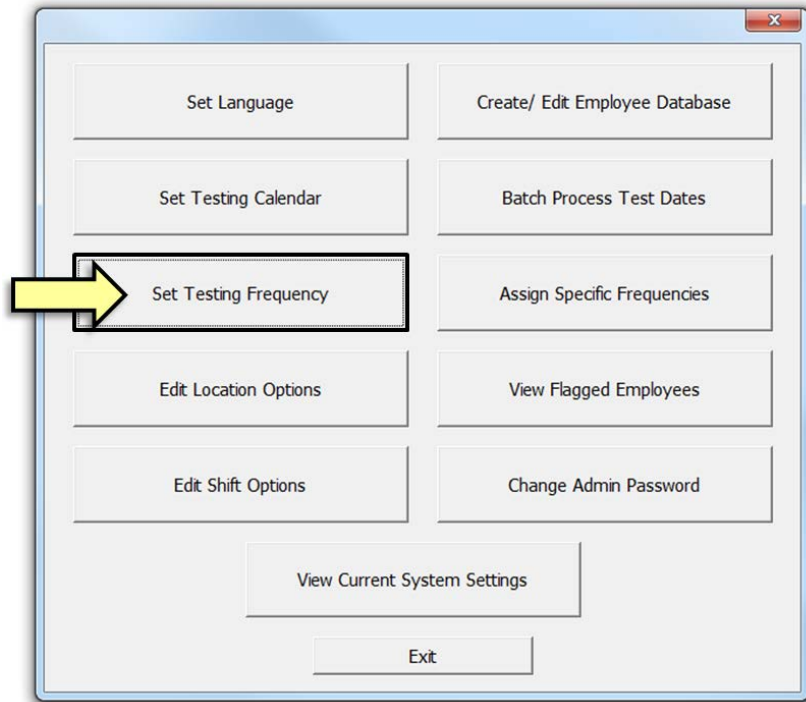 Set Language
Create/ Edit Employee Database
Set Testing Calendar
Batch Process Test Dates
Set Testing Frequency
Assign Specific Frequencies
Edit Location Options
View Flagged Employees
Edit Shift Options
Change Admin Password
View Current System Settings
Exit